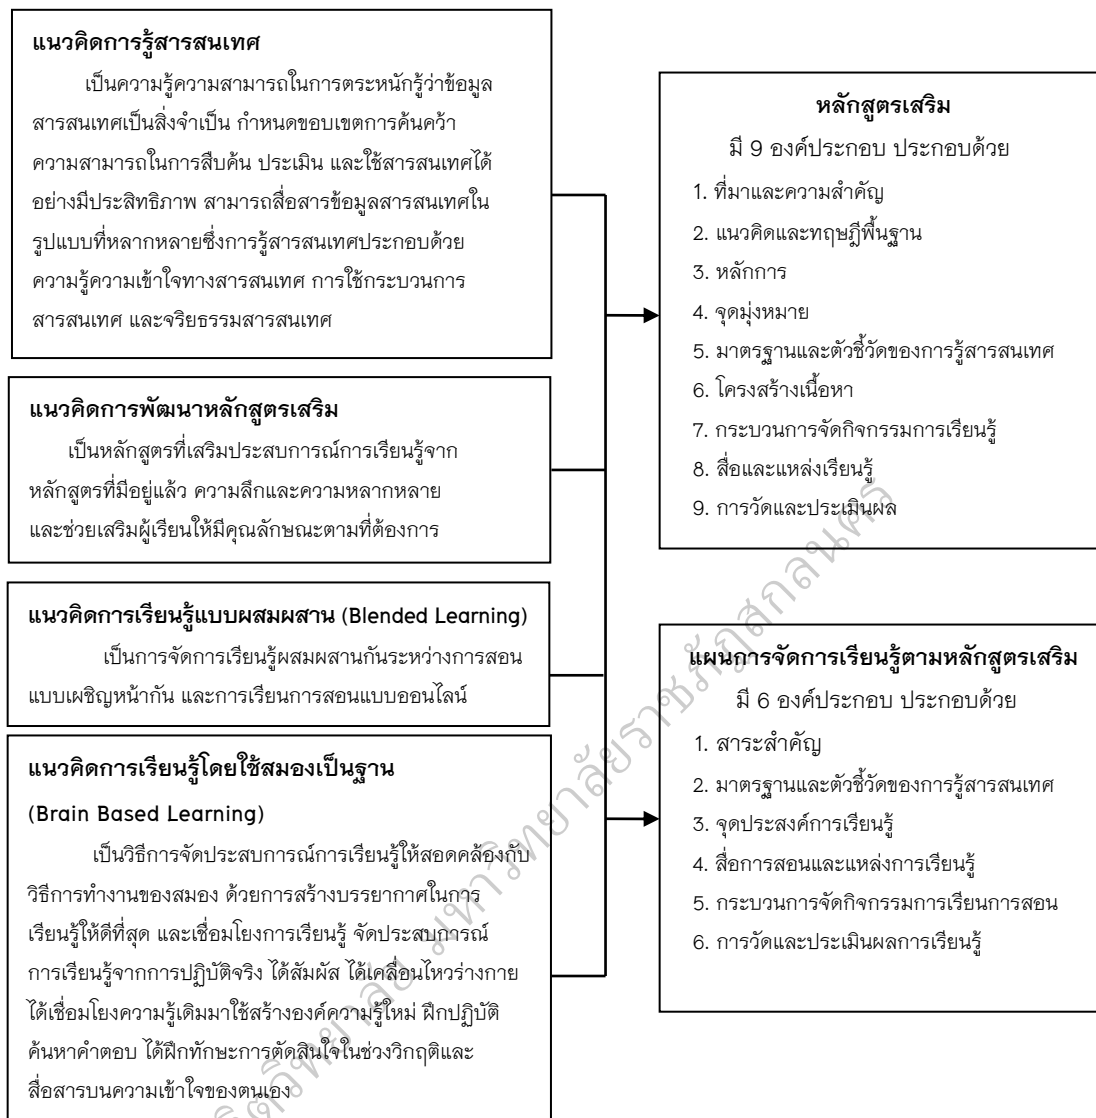 แนวคิดการรู้สารสนเทศ
เป็นความรู้ความสามารถในการตระหนักรู้ว่าข้อมูล
สารสนเทศเป็นสิ่งจำเป็น กำหนดขอบเขตการค้นคว้า
ความสามารถในการสืบค้น ประเมิน และใช้สารสนเทศได้
อย่างมีประสิทธิภาพ สามารถสื่อสารข้อมูลสารสนเทศใน
รูปแบบที่หลากหลายซึ่งการรู้สารสนเทศประกอบด้วย
ความรู้ความเข้าใจทางสารสนเทศ การใช้กระบวนการ
สารสนเทศ และจริยธรรมสารสนเทศ
แนวคิดการพัฒนาหลักสูตรเสริม
เป็นหลักสูตรที่เสริมประสบการณ์การเรียนรู้จาก
หลักสูตรที่มีอยู่แล้ว ความลึกและความหลากหลาย
และช่วยเสริมผู้เรียนให้มีคุณลักษณะตามที่ต้องการ
แนวคิดการเรียนรู้แบบผสมผสาน (Blended Learning)
เป็นการจัดการเรียนรู้ผสมผสานกันระหว่างการสอน
แบบเผชิญหน้ากัน และการเรียนการสอนแบบออนไลน์
แนวคิดการเรียนรู้โดยใช้สมองเป็นฐาน
(Brain Based Learning)
เป็นวิธีการจัดประสบการณ์การเรียนรู้ให้สอดคล้องกับ
วิธีการทำงานของสมอง ด้วยการสร้างบรรยากาศในการ
เรียนรู้ให้ดีที่สุด และเชื่อมโยงการเรียนรู้ จัดประสบการณ์
การเรียนรู้จากการปฏิบัติจริง ได้สัมผัส ได้เคลื่อนไหวร่างกาย
ได้เชื่อมโยงความรู้เดิมมาใช้สร้างองค์ความรู้ใหม่ ฝึกปฏิบัติ
ค้นหาคำตอบ ได้ฝึกทักษะการตัดสินใจในช่วงวิกฤติและ
สื่อสารบนความเข้าใจของตนเอง
หลักสูตรเสริม
มี 9 องค์ประกอบ ประกอบด้วย
1. ที่มาและความสำคัญ
2. แนวคิดและทฤษฎีพื้นฐาน
3. หลักการ
4. จุดมุ่งหมาย
5. มาตรฐานและตัวชี้วัดของการรู้สารสนเทศ
6. โครงสร้างเนื้อหา
7. กระบวนการจัดกิจกรรมการเรียนรู้
8. สื่อและแหล่งเรียนรู้
9. การวัดและประเมินผล
แผนการจัดการเรียนรู้ตามหลักสูตรเสริม
มี 6 องค์ประกอบ ประกอบด้วย
1. สาระสำคัญ
2. มาตรฐานและตัวชี้วัดของการรู้สารสนเทศ
3. จุดประสงค์การเรียนรู้
4. สื่อการสอนและแหล่งการเรียนรู้
5. กระบวนการจัดกิจกรรมการเรียนการสอน
6. การวัดและประเมินผลการเรียนรู้
มหาวิทยาลัยราชภัฏสกลนคร